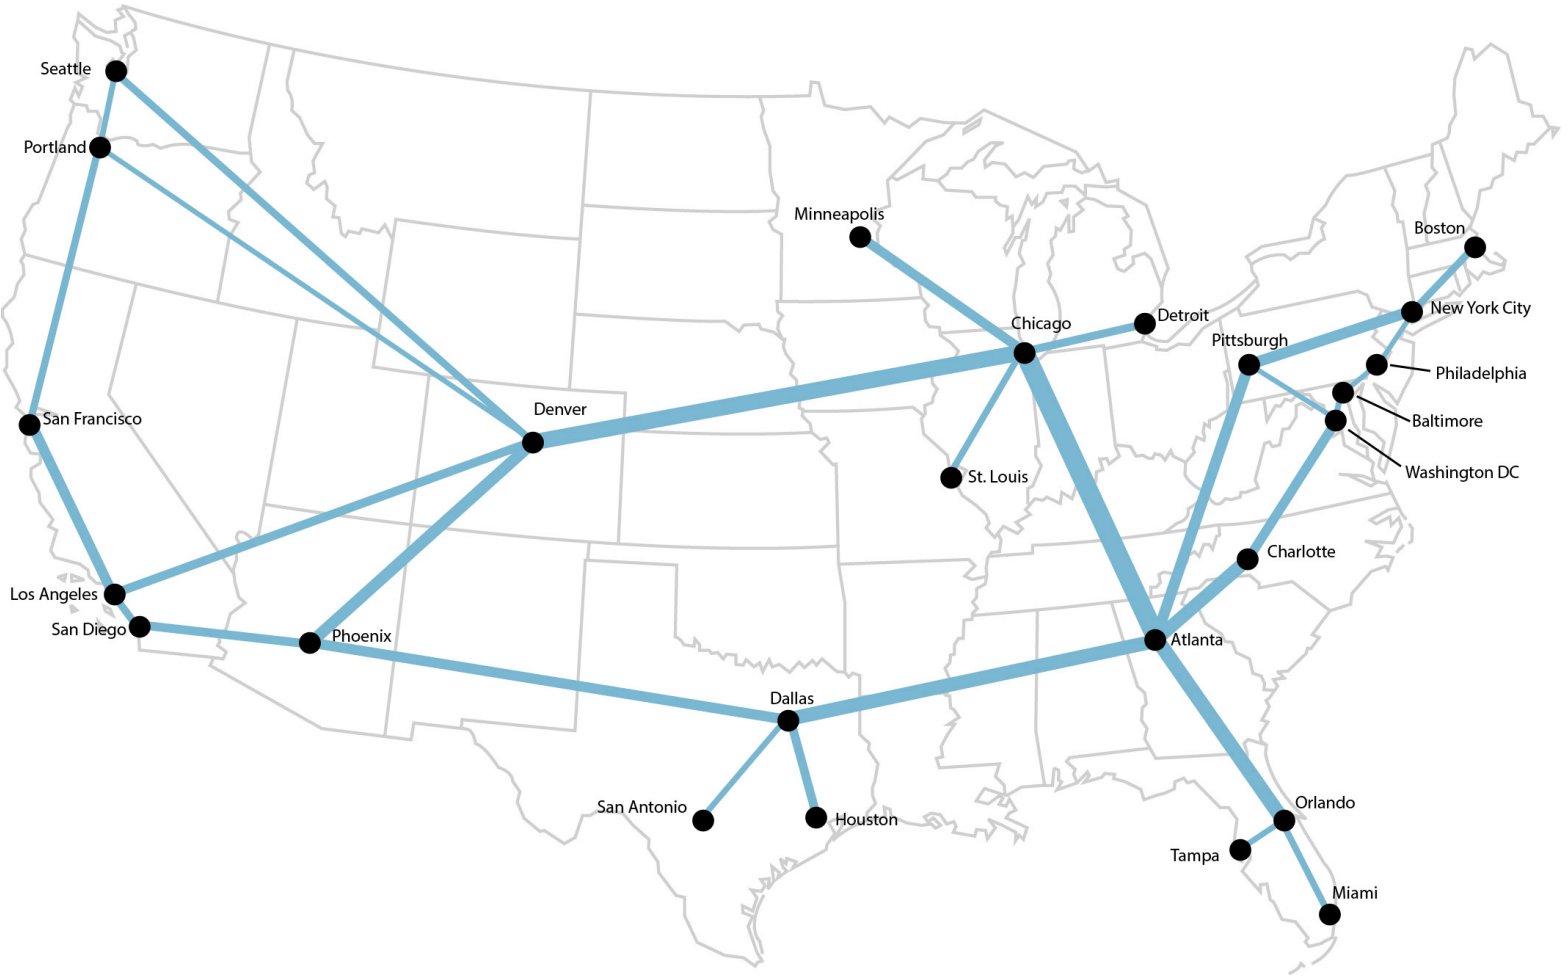 Seattle
Portland
Minneapolis
Boston
New York City
Detroit
Chicago
Pittsburgh
Philadelphia
Denver
San Francisco
Baltimore
Washington DC
St. Louis
Charlotte
Los Angeles
San Diego
Phoenix
Atlanta
Dallas
Orlando
San Antonio
Houston
Tampa
Miami